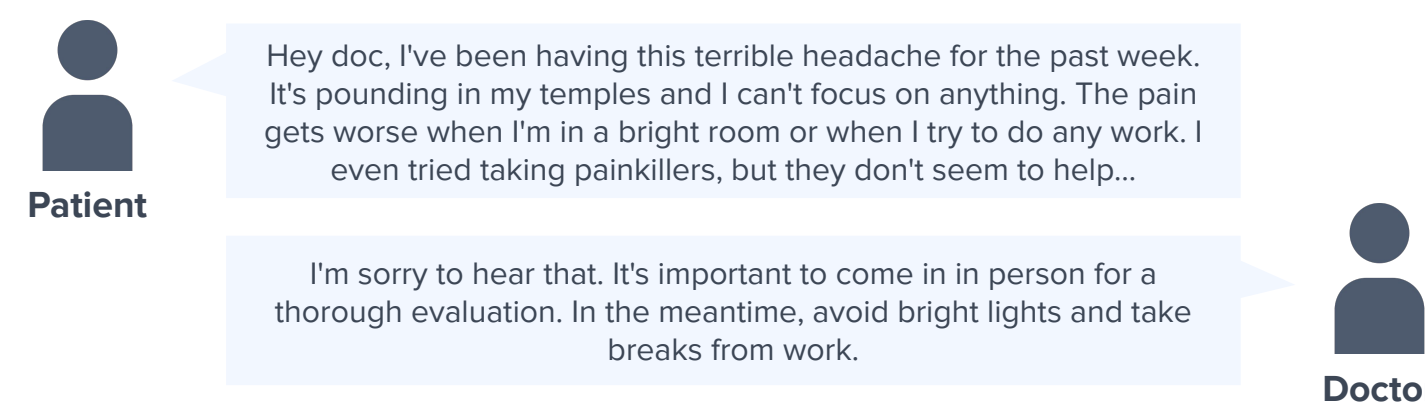 Hey doc, I've been having this terrible headache for the past week.
It's pounding in my temples and I can't focus on anything. The pain
gets worse when I'm in a bright room or when I try to do any work. I
even tried taking painkillers, but they don't seem to help...
Patient
I'm sorry to hear that. It's important to come in in person for a
thorough evaluation. In the meantime, avoid bright lights and take
breaks from work.
Docto